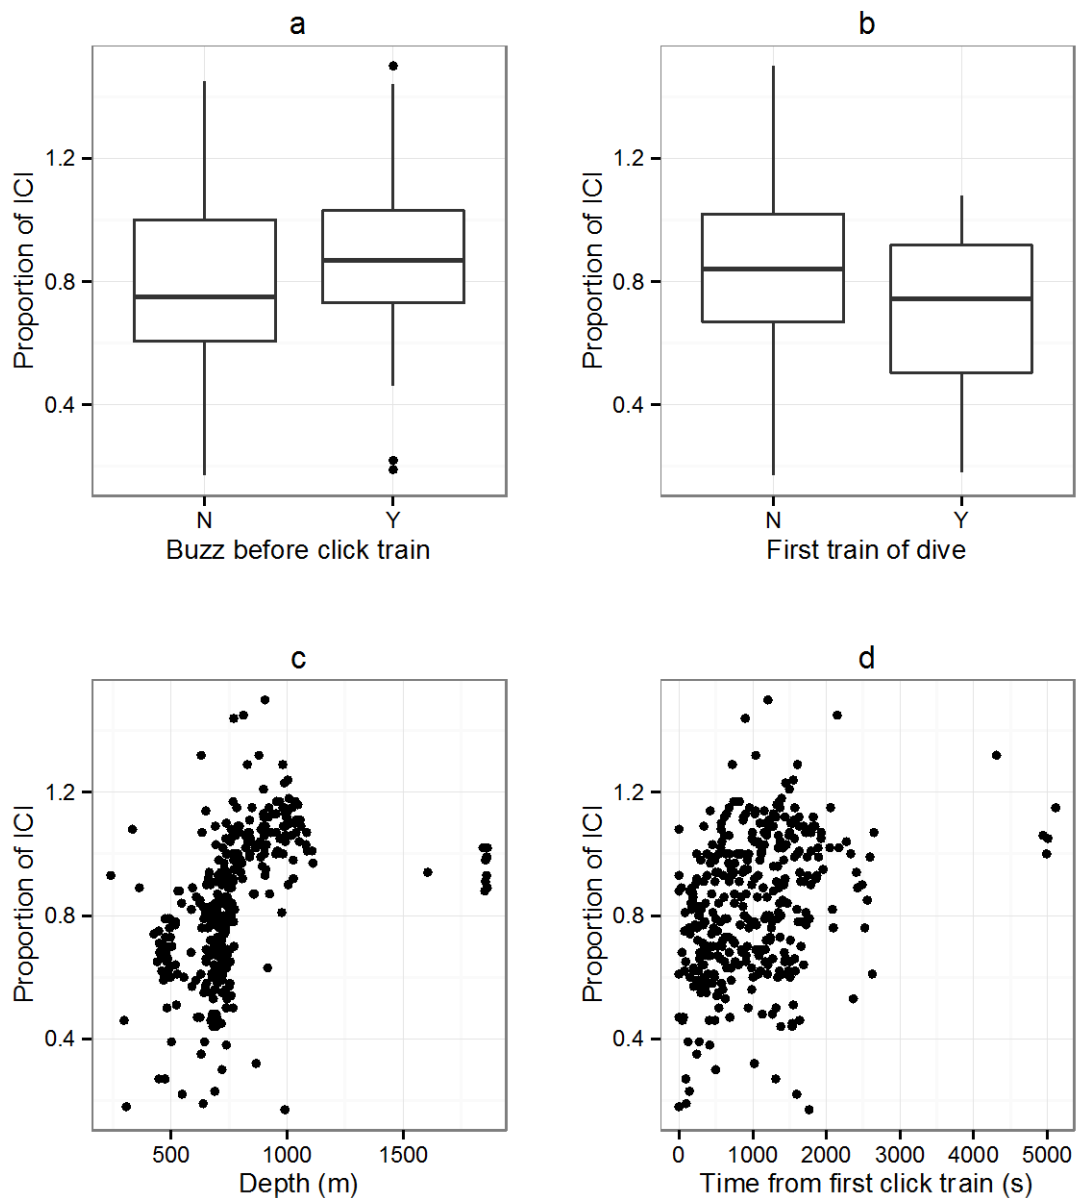 a
Proportion of ICI
1.2
0.8
0.4
N Y
Buzz before click train
b
Proportion of ICI
1.2
0.8
0.4
N Y
First train of dive
c
Proportion of ICI
1.2
0.8
0.4
500 1000 1500
Depth (m)
d
Proportion of ICI
1.2
0.8
0.4
0 1000 2000 3000 4000 5000
Time from first click train (s)